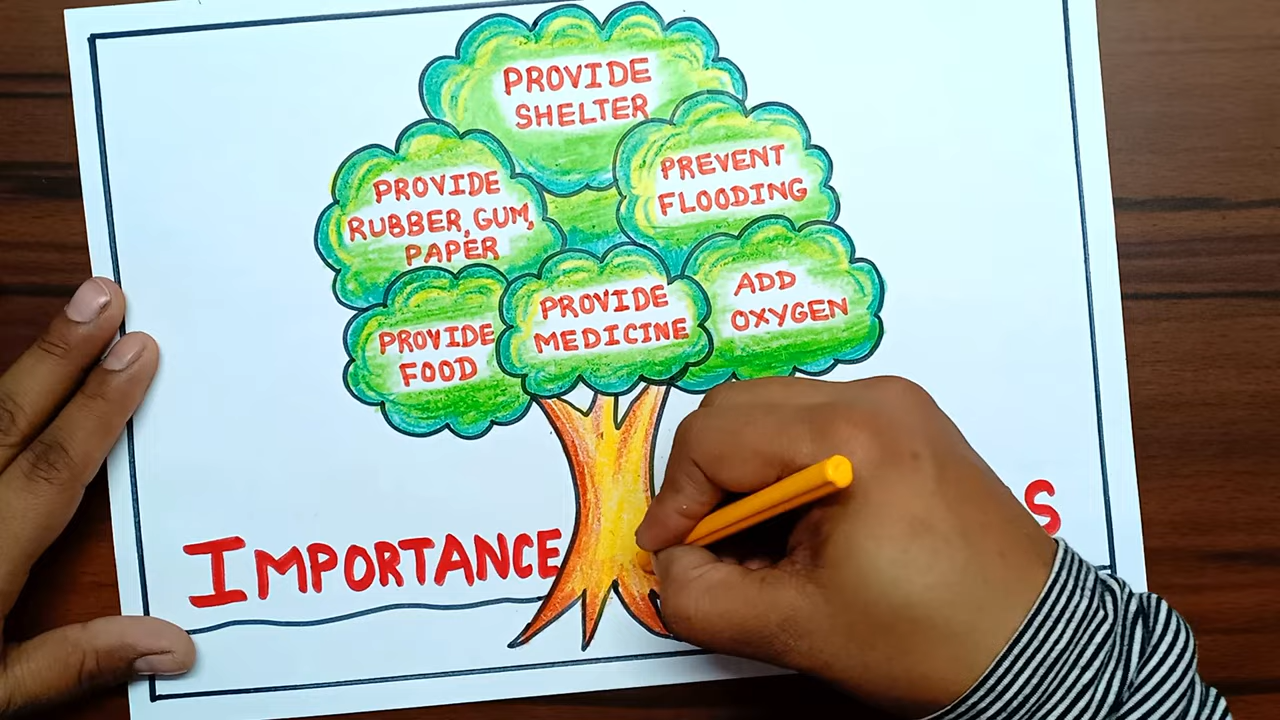 PROVIDE
SHELTER
PREVENT
FLOODING
PROVIDE
RUBBER, GUM,
PAPER
ADD
OXYGEN
PROVIDE
MEDICINE
PROVIDE
FOOD
IMPORTANCE